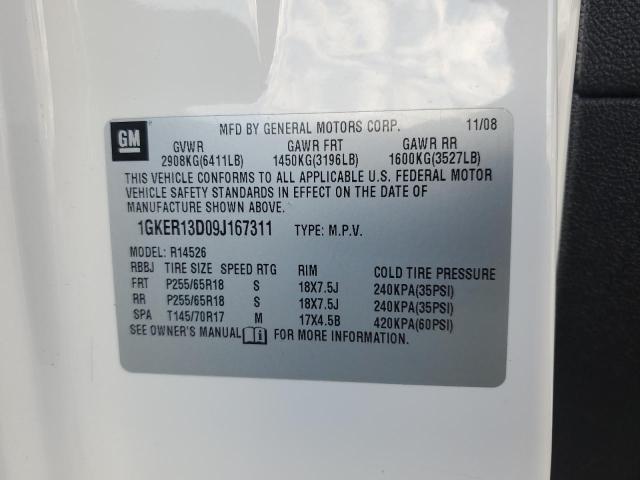 GM
MFD BY GENERAL MOTORS CORP. 11/08
GVWR GAWR FRT GAWR RR
2908KG(6411LB) 1450KG(3196LB) 1600KG(3527LB)
THIS VEHICLE CONFORMS TO ALL APPLICABLE U.S. FEDERAL MOTOR
VEHICLE SAFETY STANDARDS IN EFFECT ON THE DATE OF
MANUFACTURE SHOWN ABOVE.
1GKER13D09J167311 TYPE: M.P.V.
MODEL: R14526
RBBJ TIRE SIZE SPEED RTG RIM COLD TIRE PRESSURE
FRT P255/65R18 S 18X7.5J 240KPA(35PSI)
RR P255/65R18 S 18X7.5J 240KPA(35PSI)
SPA T145/70R17 M 17X4.5B 420KPA(60PSI)
SEE OWNER'S MANUAL FOR MORE INFORMATION.